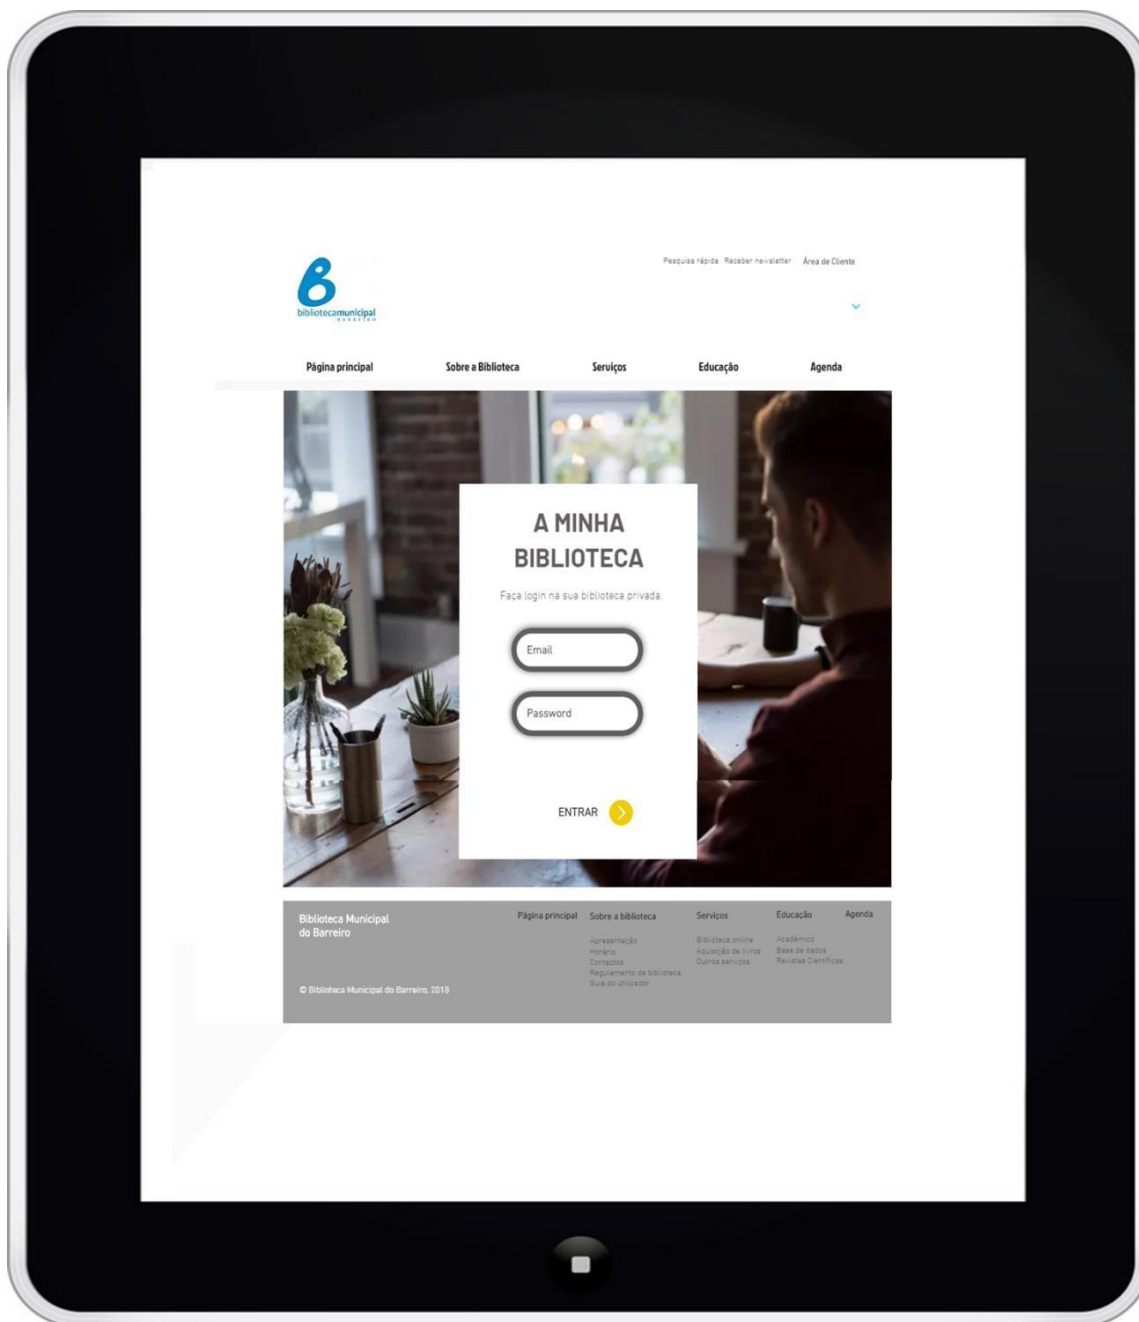 bibliotecamunicipal
BARREIRO
Pesquisa rápida Receber newsletter Área de Cliente
Página principal Sobre a Biblioteca Serviços Educação Agenda
A MINHA
BIBLIOTECA
Faça login na sua biblioteca privada.
Email
Password
ENTRAR
Biblioteca Municipal
do Barreiro
© Biblioteca Municipal do Barreiro, 2018
Página principal
Sobre a biblioteca
Apresentação
Horário
Contactos
Regulamento da biblioteca
Guia do utilizador
Serviços
Biblioteca online
Aquisição de livros
Outros serviços
Educação
Académico
Base de dados
Revistas Científicas
Agenda